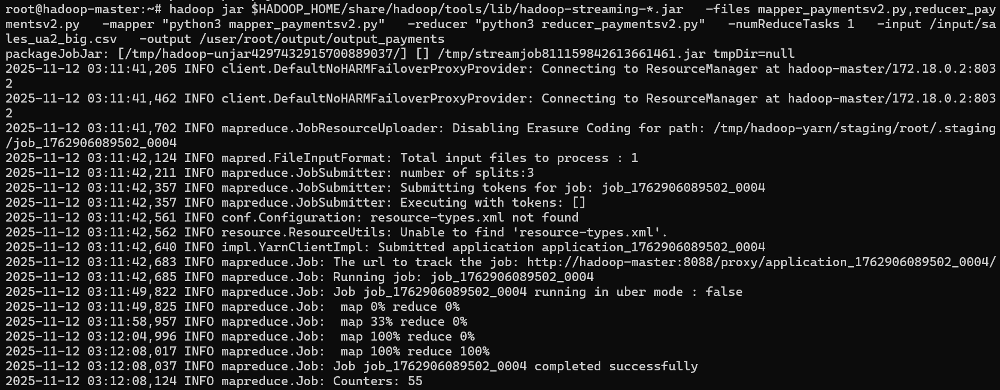 root@hadoop-master:~# hadoop jar $HADOOP_HOME/share/hadoop/tools/lib/hadoop-streaming-*.jar   -files mapper_paymentsv2.py,reducer_pay
mentsv2.py   -mapper "python3 mapper_paymentsv2.py"   -reducer "python3 reducer_paymentsv2.py"   -numReduceTasks 1   -input /input/sa
les_ua2_big.csv   -output /user/root/output/output_payments
packageJobJar: [/tmp/hadoop-unjar4297432915700889037/] [] /tmp/streamjob811159842613661461.jar tmpDir=null
2025-11-12 03:11:41,205 INFO client.DefaultNoHARMFailoverProxyProvider: Connecting to ResourceManager at hadoop-master/172.18.0.2:803
2
2025-11-12 03:11:41,462 INFO client.DefaultNoHARMFailoverProxyProvider: Connecting to ResourceManager at hadoop-master/172.18.0.2:803
2
2025-11-12 03:11:41,702 INFO mapreduce.JobResourceUploader: Disabling Erasure Coding for path: /tmp/hadoop-yarn/staging/root/.staging
/job_1762906089502_0004
2025-11-12 03:11:42,124 INFO mapred.FileInputFormat: Total input files to process : 1
2025-11-12 03:11:42,211 INFO mapreduce.JobSubmitter: number of splits:3
2025-11-12 03:11:42,357 INFO mapreduce.JobSubmitter: Submitting tokens for job: job_1762906089502_0004
2025-11-12 03:11:42,357 INFO mapreduce.JobSubmitter: Executing with tokens: []
2025-11-12 03:11:42,561 INFO conf.Configuration: resource-types.xml not found
2025-11-12 03:11:42,562 INFO resource.ResourceUtils: Unable to find 'resource-types.xml'.
2025-11-12 03:11:42,640 INFO impl.YarnClientImpl: Submitted application application_1762906089502_0004
2025-11-12 03:11:42,683 INFO mapreduce.Job: The url to track the job: http://hadoop-master:8088/proxy/application_1762906089502_0004/
2025-11-12 03:11:42,685 INFO mapreduce.Job: Running job: job_1762906089502_0004
2025-11-12 03:11:49,822 INFO mapreduce.Job: Job job_1762906089502_0004 running in uber mode : false
2025-11-12 03:11:49,825 INFO mapreduce.Job:  map 0% reduce 0%
2025-11-12 03:11:58,957 INFO mapreduce.Job:  map 33% reduce 0%
2025-11-12 03:12:04,996 INFO mapreduce.Job:  map 100% reduce 0%
2025-11-12 03:12:08,017 INFO mapreduce.Job:  map 100% reduce 100%
2025-11-12 03:12:08,037 INFO mapreduce.Job: Job job_1762906089502_0004 completed successfully
2025-11-12 03:12:08,124 INFO mapreduce.Job: Counters: 55